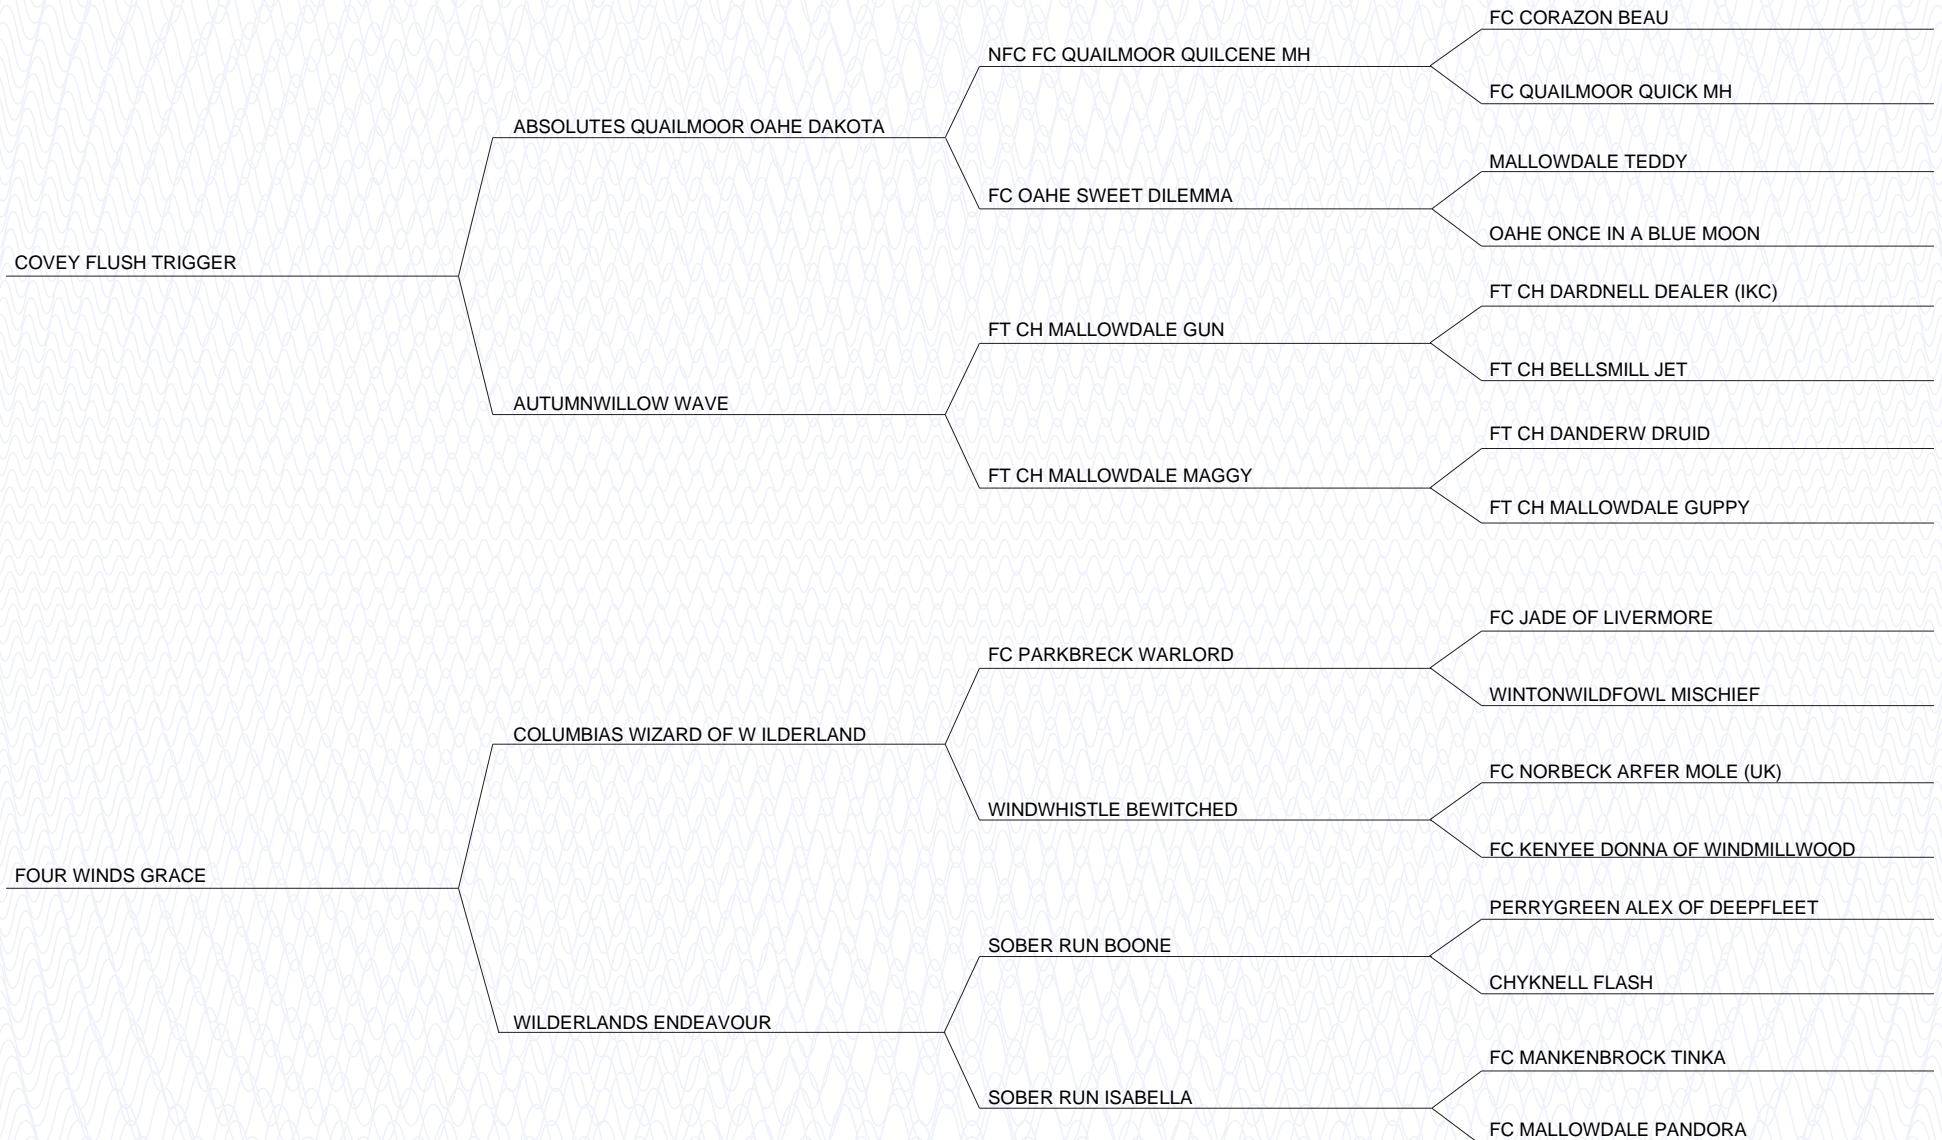 FC CORAZON BEAU
NFC FC QUAILMOOR QUILCENE MH
FC QUAILMOOR QUICK MH
ABSOLUTES QUAILMOOR OAHE DAKOTA
MALLOWDALE TEDDY
FC OAHE SWEET DILEMMA
OAHE ONCE IN A BLUE MOON
COVEY FLUSH TRIGGER
FT CH DARDNELL DEALER (IKC)
FT CH MALLOWDALE GUN
FT CH BELLSMILL JET
AUTUMNWILLOW WAVE
FT CH DANDERW DRUID
FT CH MALLOWDALE MAGGY
FT CH MALLOWDALE GUPPY
FC JADE OF LIVERMORE
FC PARKBRECK WARLORD
WINTONWILDFOWL MISCHIEF
COLUMBIAS WIZARD OF W ILDERLAND
FC NORBECK ARFER MOLE (UK)
WINDWHISTLE BEWITCHED
FC KENYEE DONNA OF WINDMILLWOOD
FOUR WINDS GRACE
PERRYGREEN ALEX OF DEEPFLEET
SOBER RUN BOONE
CHYKNELL FLASH
WILDERLANDS ENDEAVOUR
FC MANKENBROCK TINKA
SOBER RUN ISABELLA
FC MALLOWDALE PANDORA